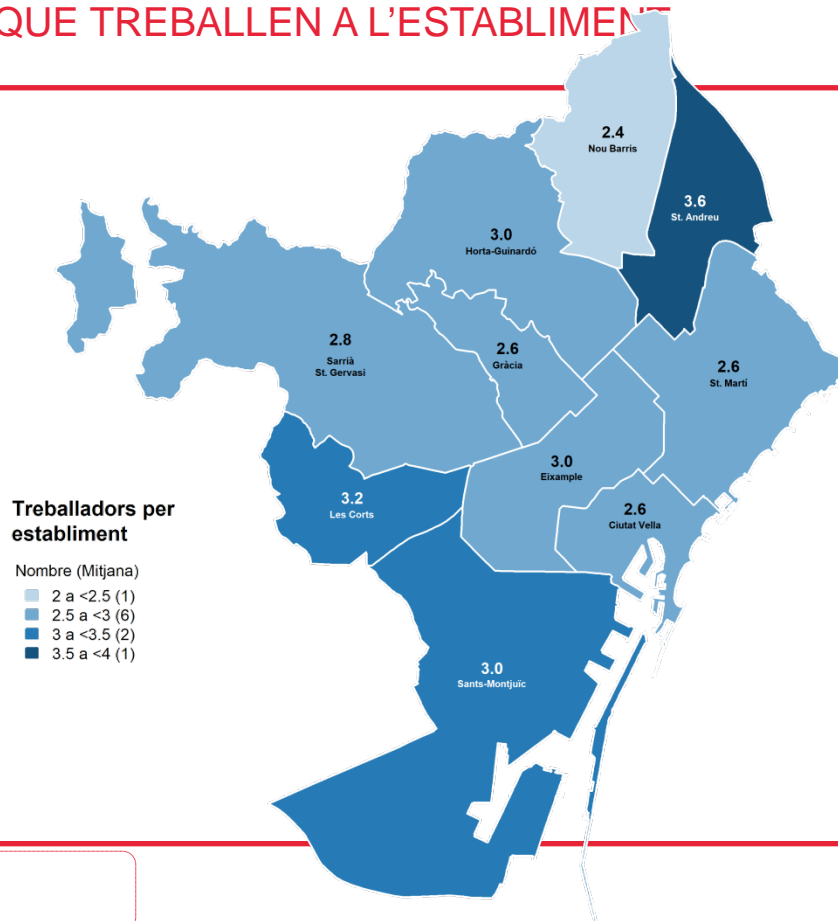 QUE TREBALLEN A L'ESTABLIMENT
2.4
Nou Barris
3.6
St. Andreu
3.0
Horta-Guinardó
2.8
Sarrià
St. Gervasi
2.6
Gràcia
2.6
St. Martí
3.0
Eixample
3.2
Les Corts
2.6
Ciutat Vella
Treballadors per
establiment
Nombre (Mitjana)
2 a <2.5 (1)
2.5 a <3 (6)
3 a <3.5 (2)
3.5 a <4 (1)
3.0
Sants-Montjuïc